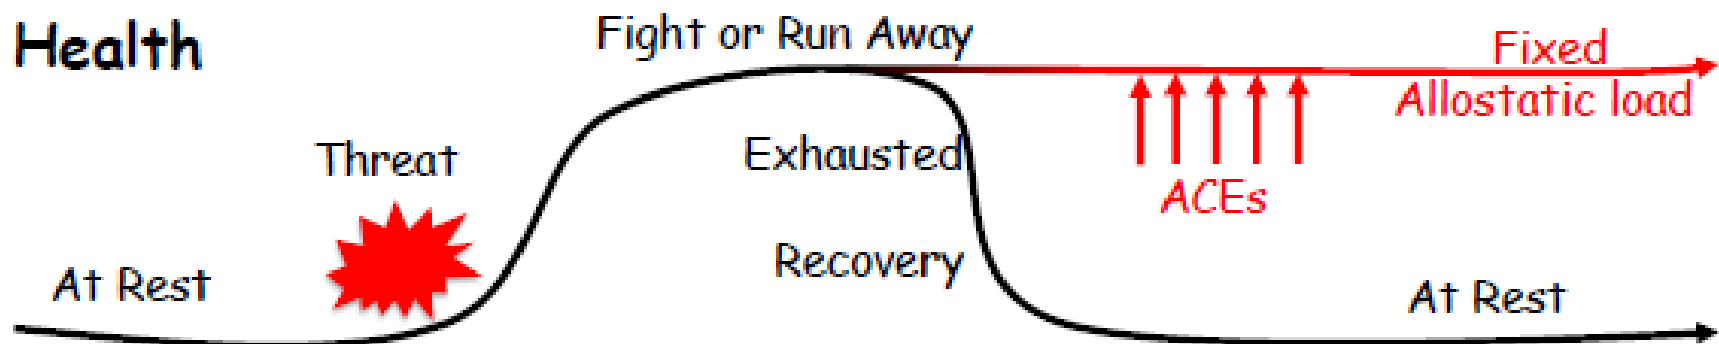 Health
Fight or Run Away
Fixed
Allostatic load
Threat
Exhausted
ACEs
Recovery
At Rest
At Rest